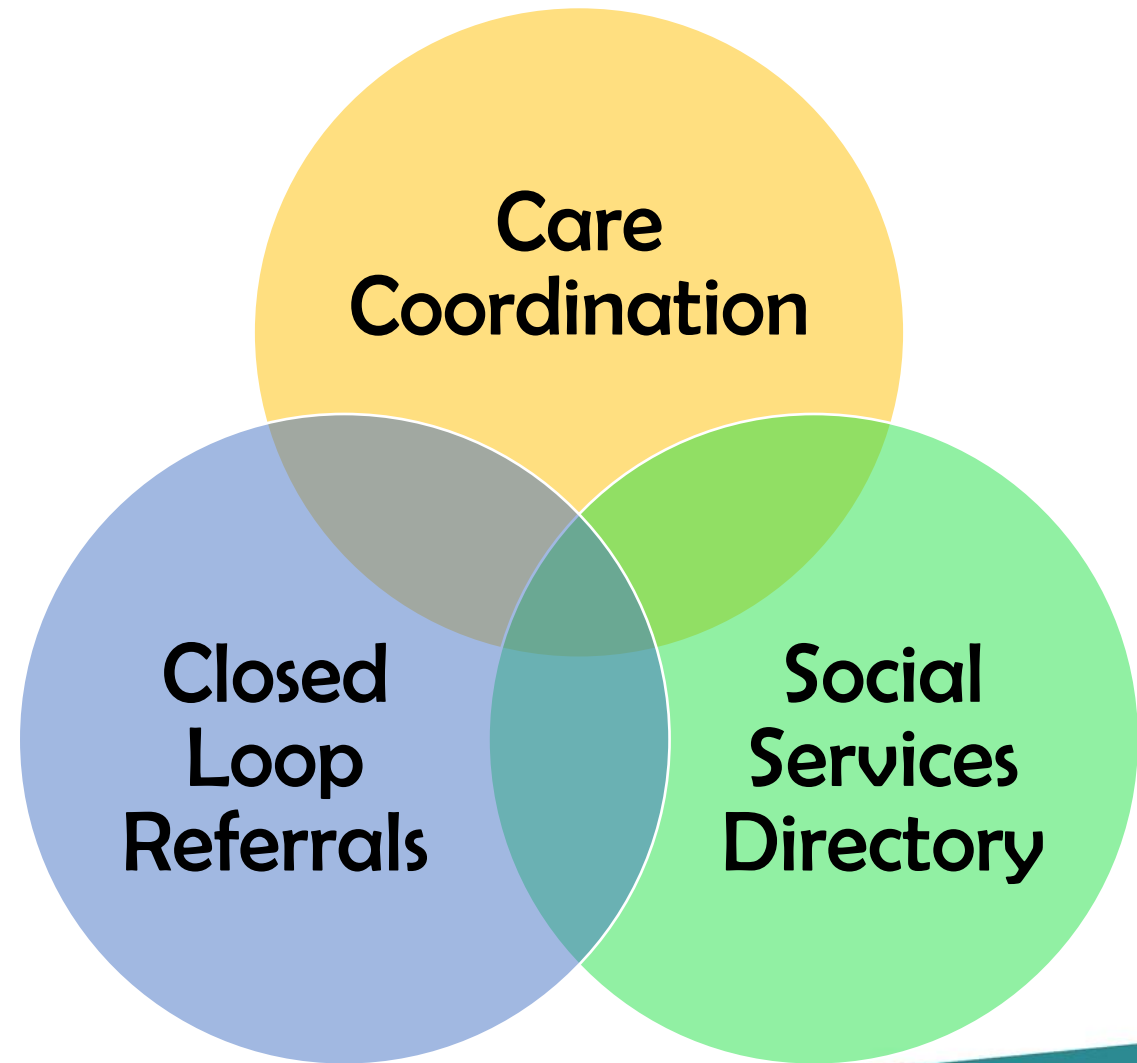 Care
Coordination
Closed
Loop
Referrals
Social
Services
Directory